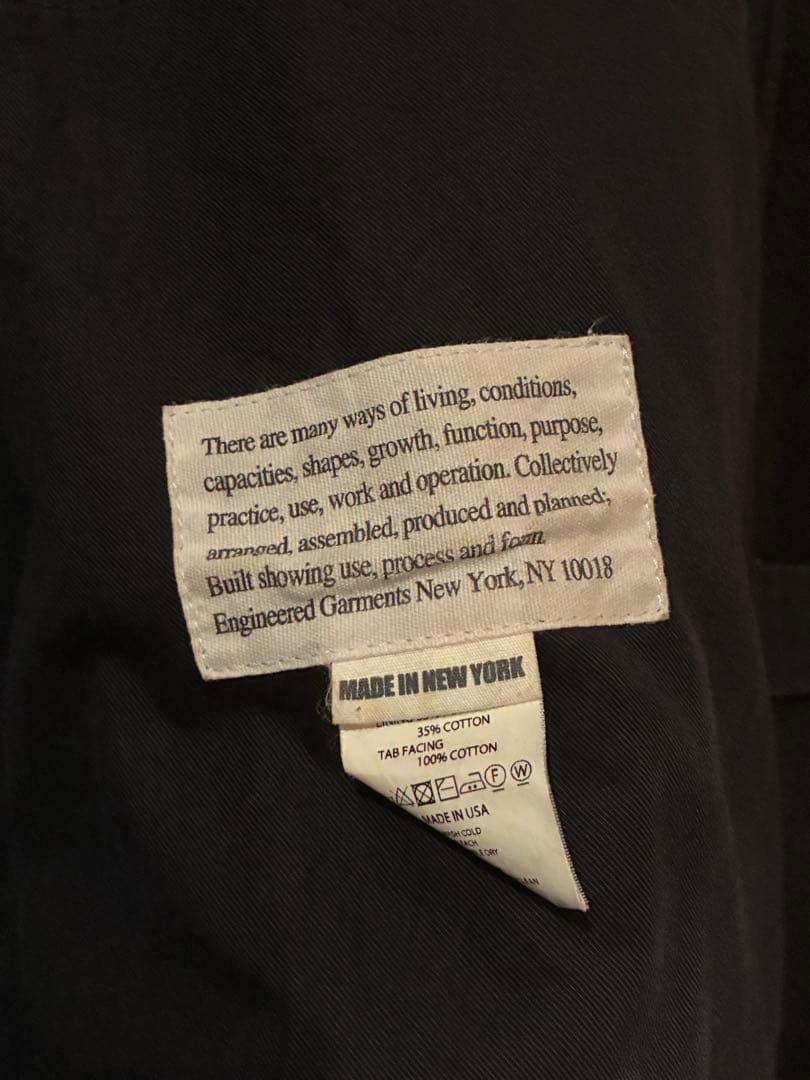 There are many ways of living, conditions,
capacities, shapes, growth, function, purpose,
practice, use, work and operation. Collectively
arranged, assembled, produced and planned;
Built showing use, process and form.
Engineered Garments New York, NY 10018
MADE IN NEW YORK
35% COTTON
TAB FACING
100% COTTON
F W
MADE IN USA
COLD
DRY